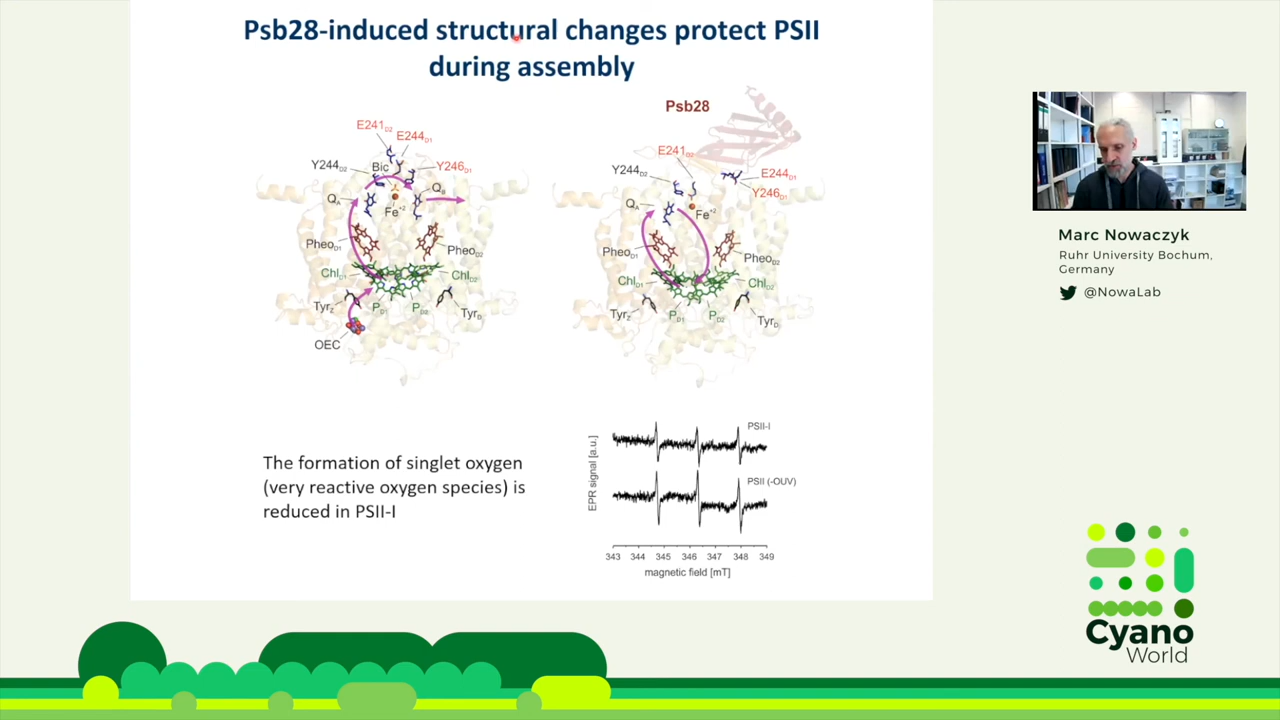 Psb28-induced structural changes protect PSII
during assembly
E241D2
E244D1
Y244D2
Bic
Y246D1
QA
QB
Fe+2
PheoD1
PheoD2
ChlD1
ChlD2
TyrZ
PD1
PD2
TyrD
OEC
Psb28
E241D2
Y244D2
E244D1
Y246D1
QA
Fe+2
PheoD1
PheoD2
ChlD1
ChlD2
TyrZ
PD1
PD2
TyrD
The formation of singlet oxygen
(very reactive oxygen species) is
reduced in PSII-I
EPR signal [a.u.]
PSII-I
PSII (-OUV)
343 344 345 346 347 348 349
magnetic field [mT]
Marc Nowaczyk
Ruhr University Bochum,
Germany
@NowaLab
Cyano
World